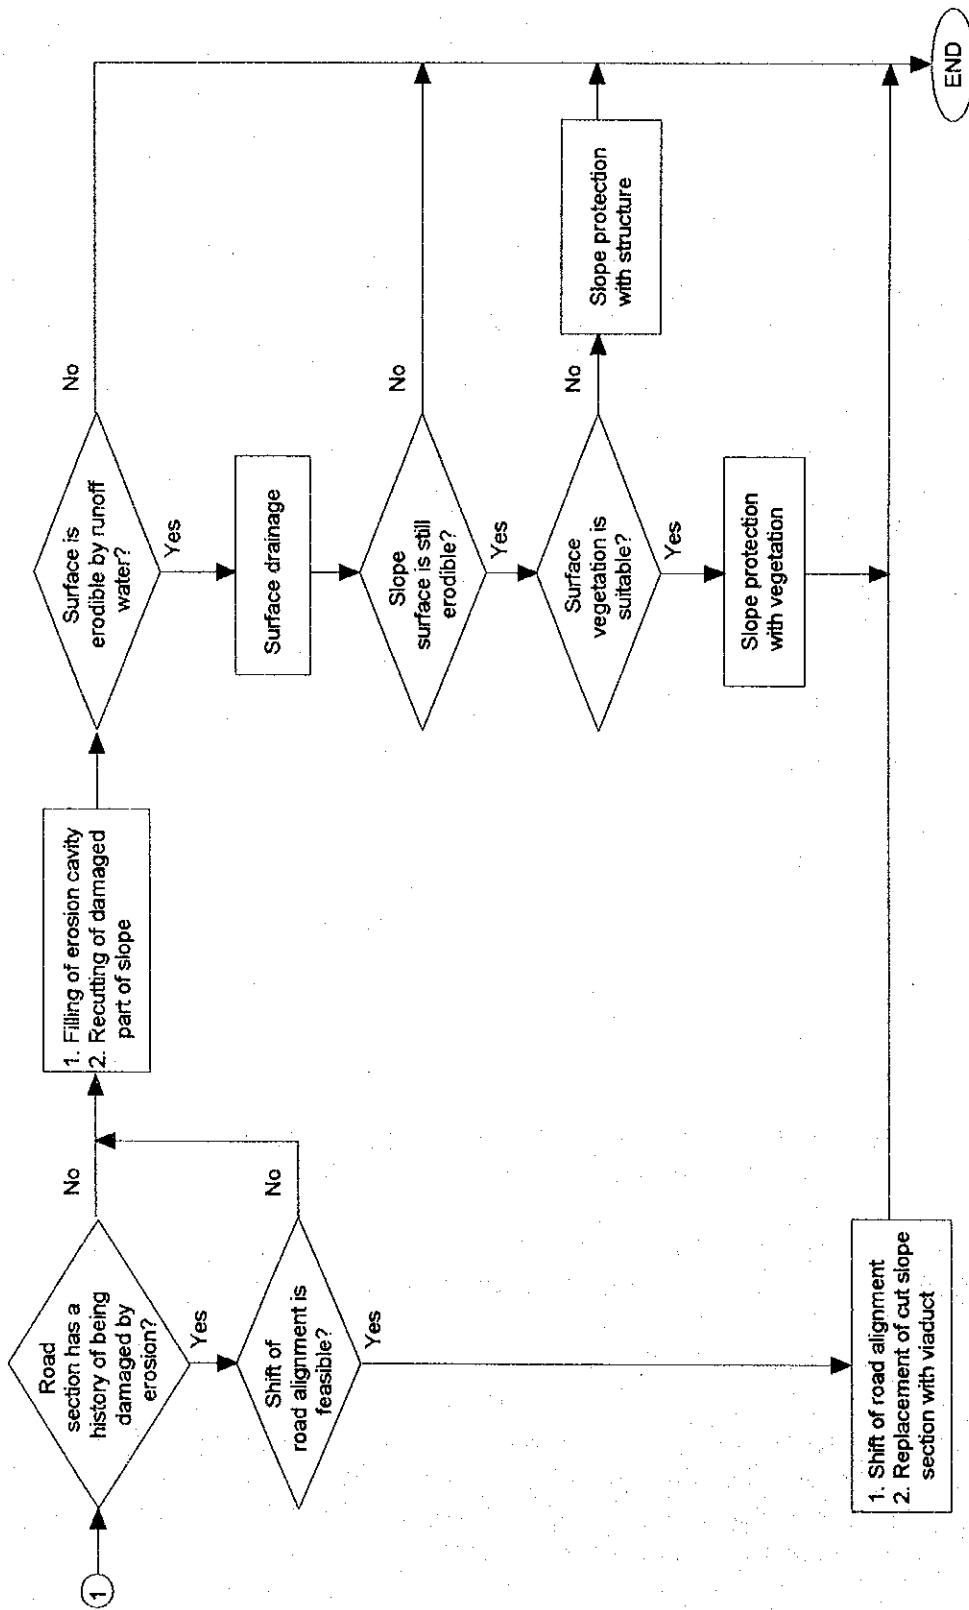 1
Road
section has a
history of being
damaged by
erosion?
No
Yes
Shift of
road alignment is
feasible?
No
Yes
1. Shift of road alignment
2. Replacement of cut slope
section with viaduct
1. Filling of erosion cavity
2. Recutting of damaged
part of slope
Surface is
erodible by runoff
water?
No
Yes
Surface drainage
Slope
surface is still
erodible?
No
Yes
Surface
vegetation is
suitable?
No
Yes
Slope protection
with structure
Slope protection
with vegetation
END